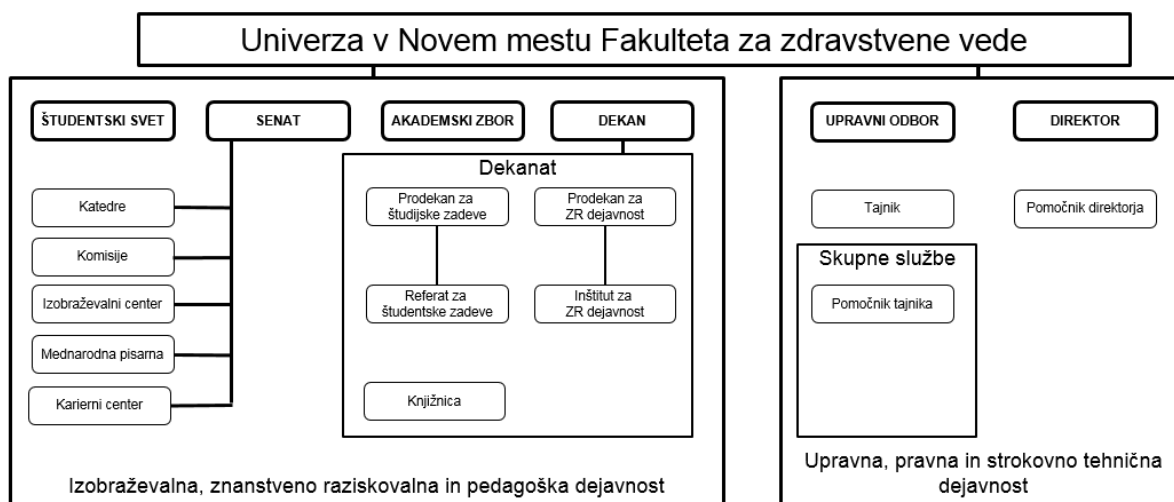 Univerza v Novem mestu Fakulteta za zdravstvene vede
ŠTUDENTSKI SVET
SENAT
AKADEMSKI ZBOR
DEKAN
UPRAVNI ODBOR
DIREKTOR
Dekanat
Katedre
Komisije
Izobraževalni center
Mednarodna pisarna
Karierni center
Prodekan za
študijske zadeve
Prodekan za
ZR dejavnost
Referat za
študentske zadeve
Inštitut za
ZR dejavnost
Knjižnica
Tajnik
Pomočnik direktorja
Skupne službe
Pomočnik tajnika
Izobraževalna, znanstveno raziskovalna in pedagoška dejavnost
Upravna, pravna in strokovno tehnična
dejavnost